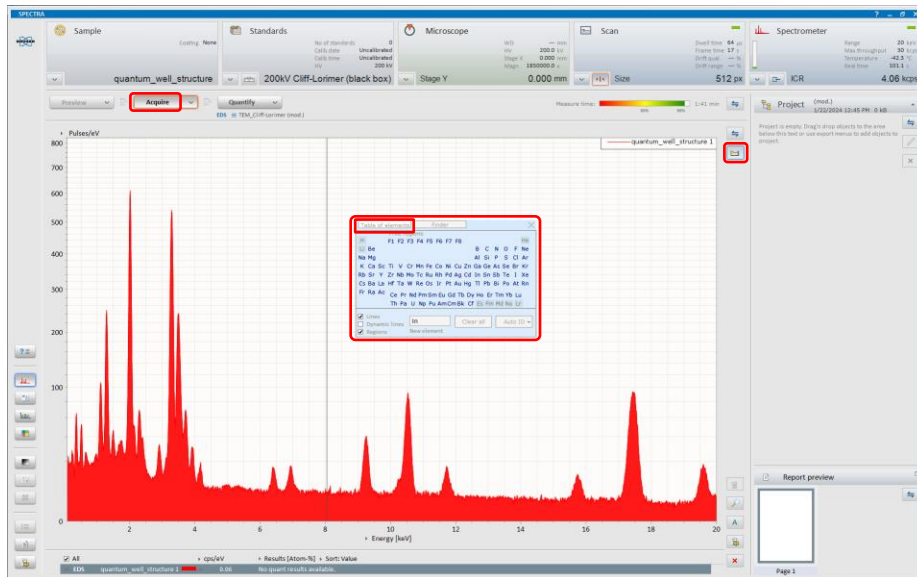 SPECTRA
Sample
Coating None
quantum_well_structure
Standards
No of standards 0
Calib.date Uncalibrated
Calib.time Uncalibrated
HV 200 kV
200kV Cliff-Lorimer (black box)
Microscope
WD --- mm
HV 200.0 kV
Stage X 0.000 mm
Magn. 1850000.0 x
Stage Y 0.000 mm
Scan
Dwell time 64 µs
Frame time 17 s
Drift qual. --- %
Drift range --- %
Size 512 px
Spectrometer
Range 20 keV
Max throughput 30 kcps
Temperature -42.5 °C
ICR 4.06 kcps
Preview
Acquire
Quantify
EDS TEM_Cliff-Lorimer (mod.)
Measure time: 1:41 min
Project (mod.)
1/22/2024 12:45 PM 0 kB
Project is empty. Drag'n drop objects to the area
below this text or use export menus to add objects to
project.
Pulses/eV
quantum_well_structure 1
800
700
600
500
400
300
200
100
0
2 4 6 8 10 12 14 16 18 20
Energy [keV]
Table of elements Finder
F1 F2 F3 F4 F5 F6 F7 F8
H He
Li Be B C N O F Ne
Na Mg Al Si P S Cl Ar
K Ca Sc Ti V Cr Mn Fe Co Ni Cu Zn Ga Ge As Se Br Kr
Rb Sr Y Zr Nb Mo Tc Ru Rh Pd Ag Cd In Sn Sb Te I Xe
Cs Ba La Hf Ta W Re Os Ir Pt Au Hg Tl Pb Bi Po At Rn
Fr Ra Ac Ce Pr Nd Pm Sm Eu Gd Tb Dy Ho Er Tm Yb Lu
Th Pa U Np Pu Am Cm Bk Cf Es Fm Md No Lr
Lines
Dynamic lines
Regions
New element
Clear all
Auto ID
A
Report preview
Page 1
All cps/eV Results [Atom-%] Sort: Value
EDS quantum_well_structure 1 0.06 No quant results available.